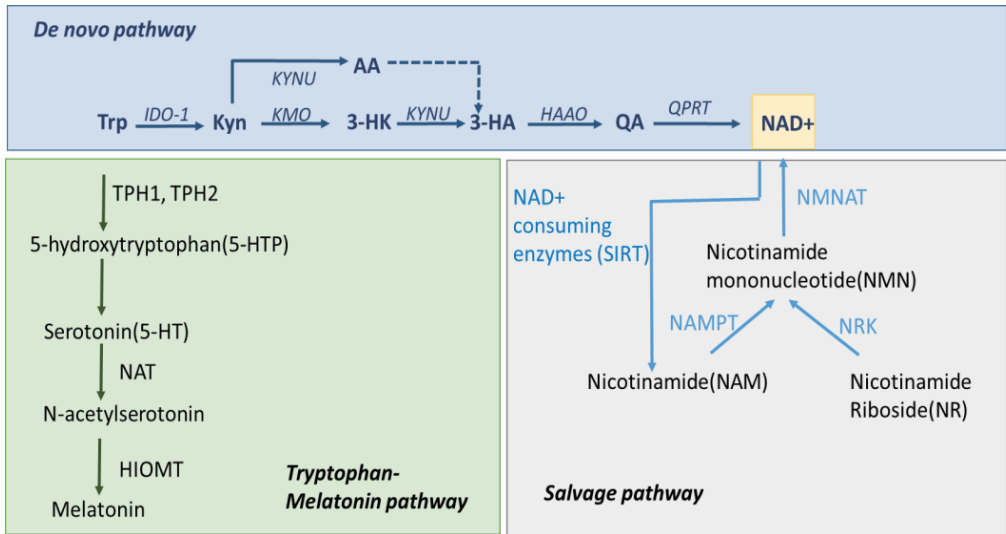 De novo pathway
AA
KYNU
Trp IDO-1 Kyn KMO 3-HK KYNU 3-HA HAAO QA QPRT NAD+
TPH1, TPH2
5-hydroxytryptophan(5-HTP)
Serotonin(5-HT)
NAT
N-acetylserotonin
HIOMT
Melatonin
Tryptophan-
Melatonin pathway
NAD+
consuming
enzymes (SIRT)
NMNAT
Nicotinamide
mononucleotide(NMN)
NAMPT
NRK
Nicotinamide(NAM)
Nicotinamide
Riboside(NR)
Salvage pathway